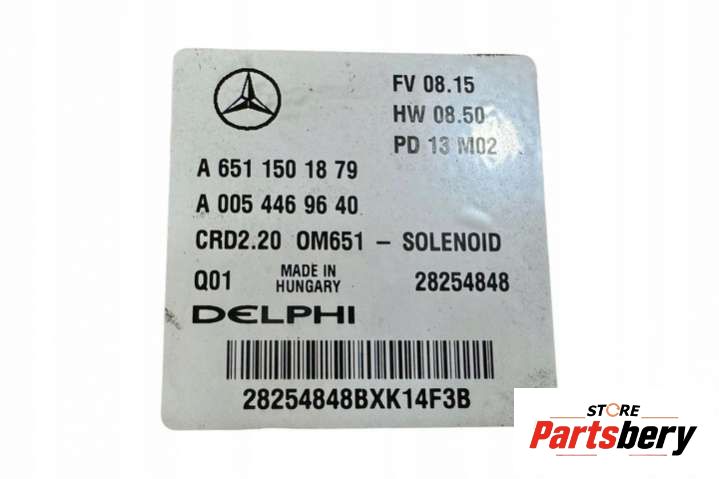 FV 08.15
HW 08.50
PD 13 M02
A 651 150 18 79
A 005 446 96 40
CRD2.20 OM651 - SOLENOID
Q01 MADE IN HUNGARY 28254848
DELPHI
28254848BXK14F3B
STORE
Partsbery